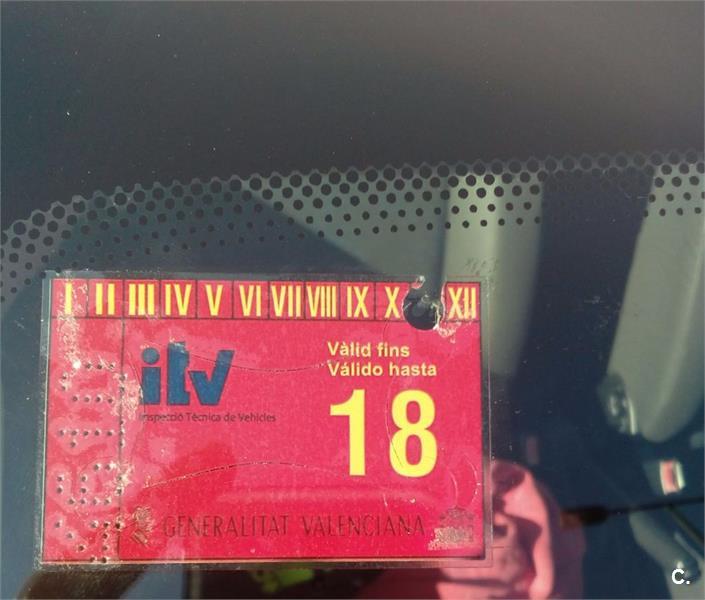 I II III IV V VI VII VIII IX X XII
itv
Inspecció Tècnica de Vehicles
Vàlid fins
Válido hasta
18
GENERALITAT VALENCIANA
C.